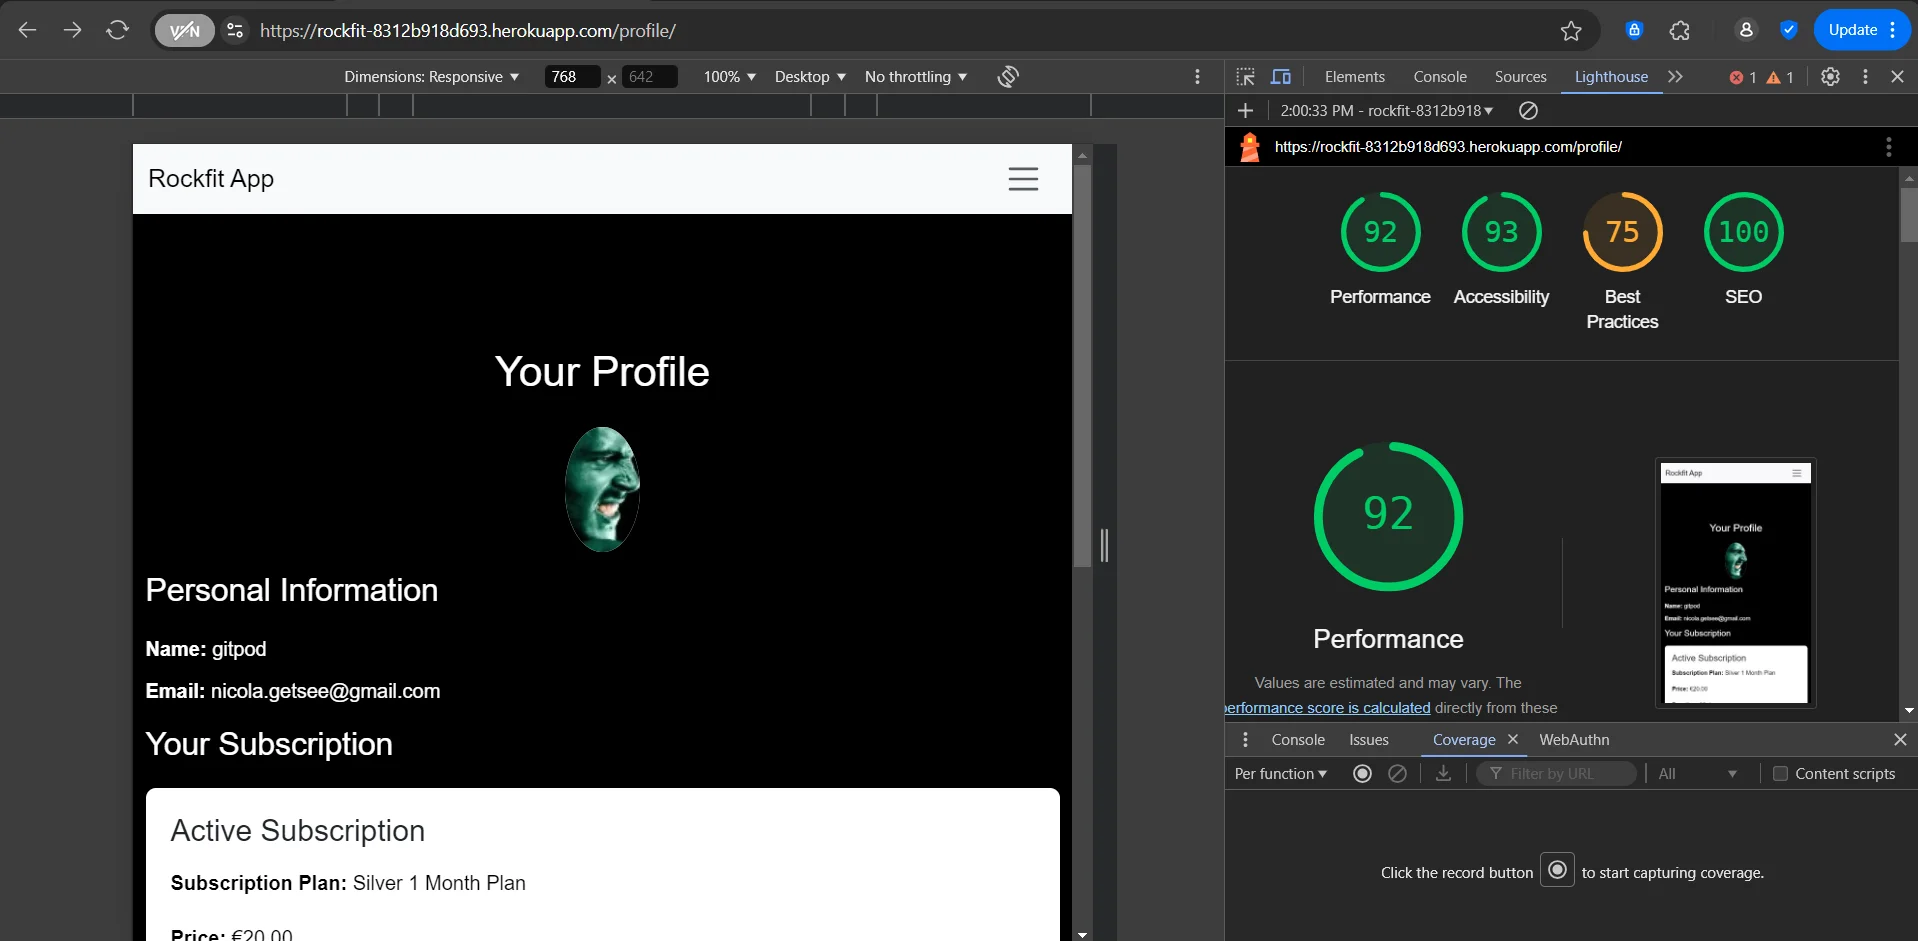 VPN
https://rockfit-8312b918d693.herokuapp.com/profile/
Update
Dimensions: Responsive
768 × 642
100%
Desktop
No throttling
Rockfit App
Your Profile
Personal Information
Name: gitpod
Email: nicola.getsee@gmail.com
Your Subscription
Active Subscription
Subscription Plan: Silver 1 Month Plan
Price: €20.00
Elements
Console
Sources
Lighthouse
1
1
2:00:33 PM - rockfit-8312b918
https://rockfit-8312b918d693.herokuapp.com/profile/
92
93
75
100
Performance
Accessibility
Best
Practices
SEO
92
Performance
Values are estimated and may vary. The
performance score is calculated directly from these
Rockfit App
Your Profile
Personal Information
Name: gitpod
Email: nicola.getsee@gmail.com
Your Subscription
Active Subscription
Subscription Plan: Silver 1 Month Plan
Price: €20.00
Console
Issues
Coverage
WebAuthn
Per function
Filter by URL
All
Content scripts
Click the record button to start capturing coverage.